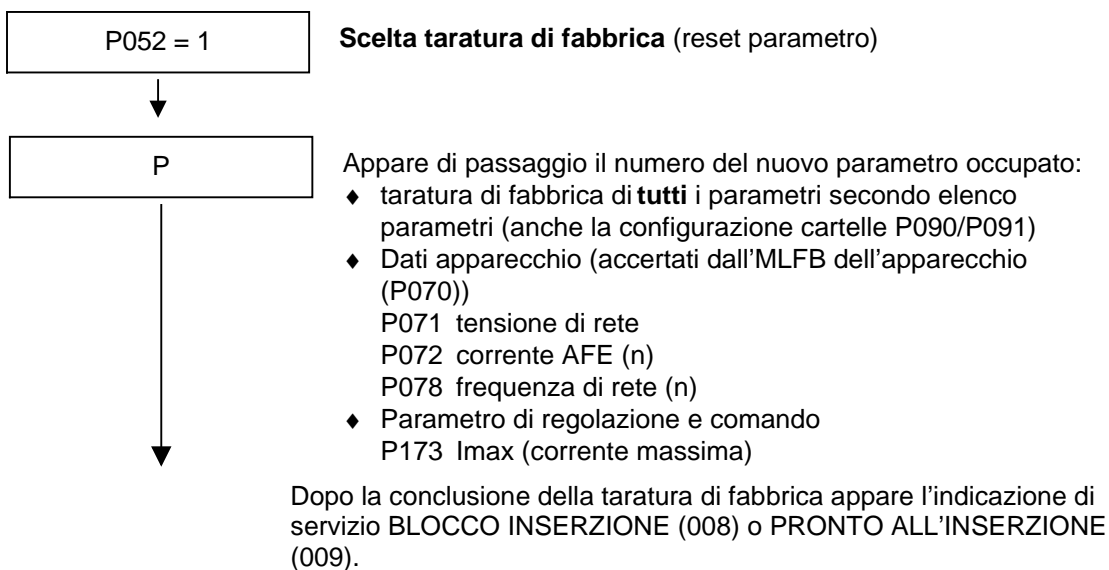 P052 = 1
Scelta taratura di fabbrica (reset parametro)
P
Appare di passaggio il numero del nuovo parametro occupato:
♦ taratura di fabbrica di tutti i parametri secondo elenco
parametri (anche la configurazione cartelle P090/P091)
♦ Dati apparecchio (accertati dall'MLFB dell'apparecchio
(P070))
P071 tensione di rete
P072 corrente AFE (n)
P078 frequenza di rete (n)
♦ Parametro di regolazione e comando
P173 Imax (corrente massima)
Dopo la conclusione della taratura di fabbrica appare l'indicazione di
servizio BLOCCO INSERZIONE (008) o PRONTO ALL'INSERZIONE
(009).